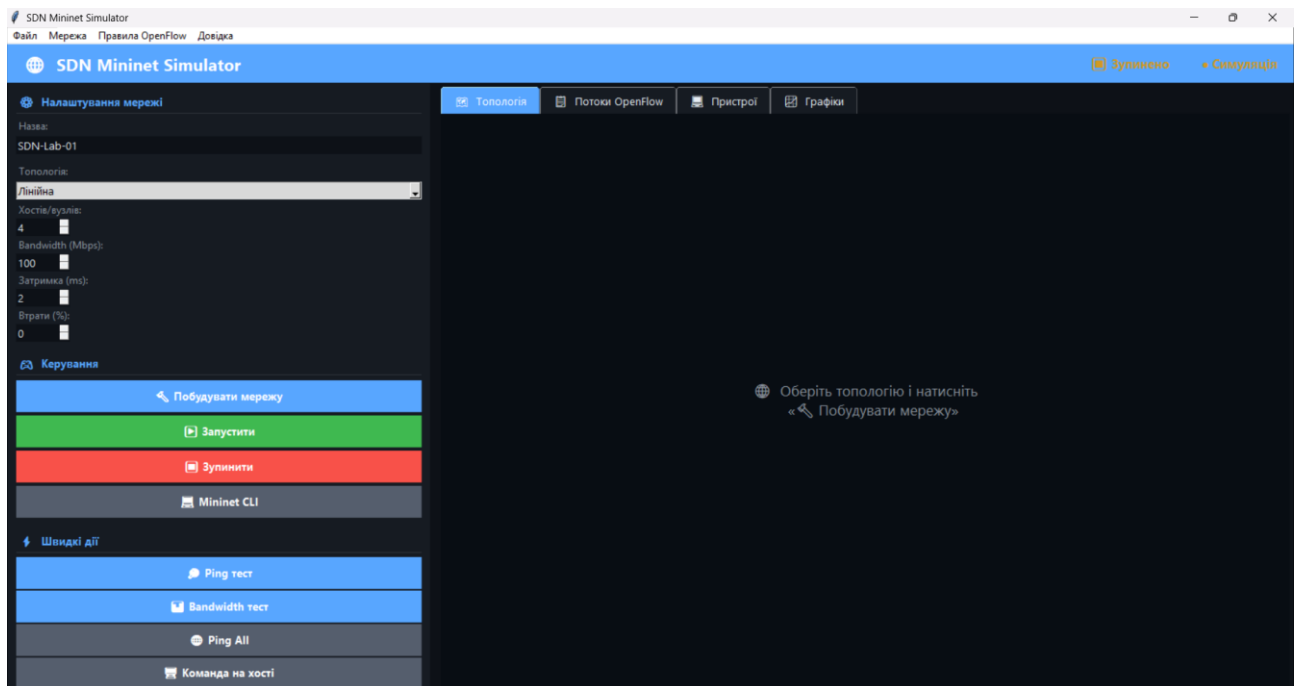 SDN Mininet Simulator
Файл Мережа Правила OpenFlow Довідка
SDN Mininet Simulator
Зупинено • Симуляція
Налаштування мережі
Назва:
SDN-Lab-01
Топологія:
Лінійна
Хостів/вузлів:
4
Bandwidth (Mbps):
100
Затримка (ms):
2
Втрати (%):
0
Керування
Побудувати мережу
Запустити
Зупинити
Mininet CLI
Швидкі дії
Ping тест
Bandwidth тест
Ping All
Команда на хості
Топологія Потоки OpenFlow Пристрої Графіки
Оберіть топологію і натисніть
« Побудувати мережу»